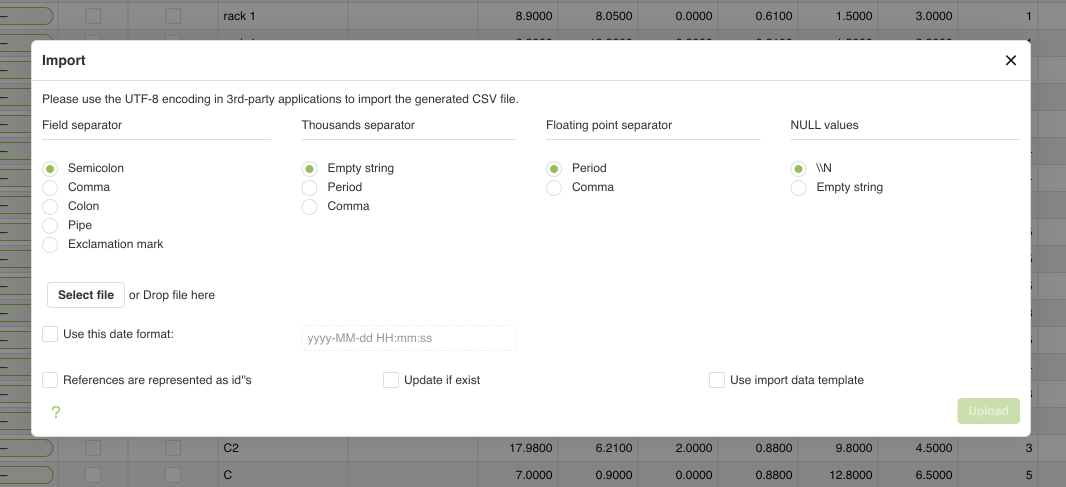 rack 1 8.9000 8.0500 0.0000 0.6100 1.5000 3.0000 1
Import
Please use the UTF-8 encoding in 3rd-party applications to import the generated CSV file.
Field separator Thousands separator Floating point separator NULL values
Semicolon Empty string Period \\N
Comma Period Comma Empty string
Colon Comma
Pipe
Exclamation mark
Select file or Drop file here
Use this date format: yyyy-MM-dd HH:mm:ss
References are represented as id"s Update if exist Use import data template
? Upload
C2 17.9800 6.2100 2.0000 0.8800 9.8000 4.5000 3
C 7.0000 0.9000 0.0000 0.8800 12.8000 6.5000 5